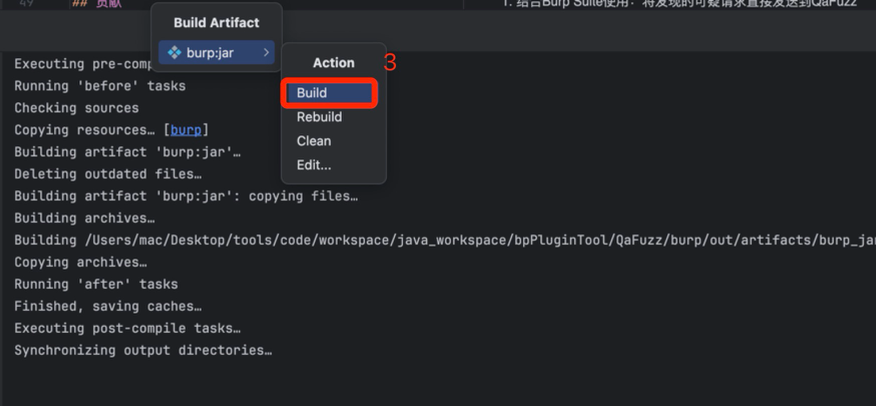 49 ## 贡献
1. 结合Burp Suite使用：将发现的可疑请求直接发送到QaFuzz
Build Artifact
burp:jar
Action
3
Build
Rebuild
Clean
Edit...
Executing pre-comp
Running 'before' tasks
Checking sources
Copying resources… [burp]
Building artifact 'burp:jar'…
Deleting outdated files…
Building artifact 'burp:jar': copying files…
Building archives…
Building /Users/mac/Desktop/tools/code/workspace/java_workspace/bpPluginTool/QaFuzz/burp/out/artifacts/burp_jar
Copying archives…
Running 'after' tasks
Finished, saving caches…
Executing post-compile tasks…
Synchronizing output directories…